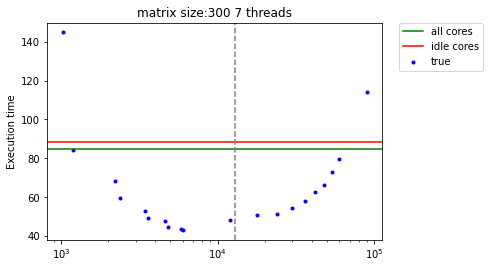 matrix size:300 7 threads
all cores
idle cores
true
Execution time
140
120
100
80
60
40
10³
10⁴
10⁵